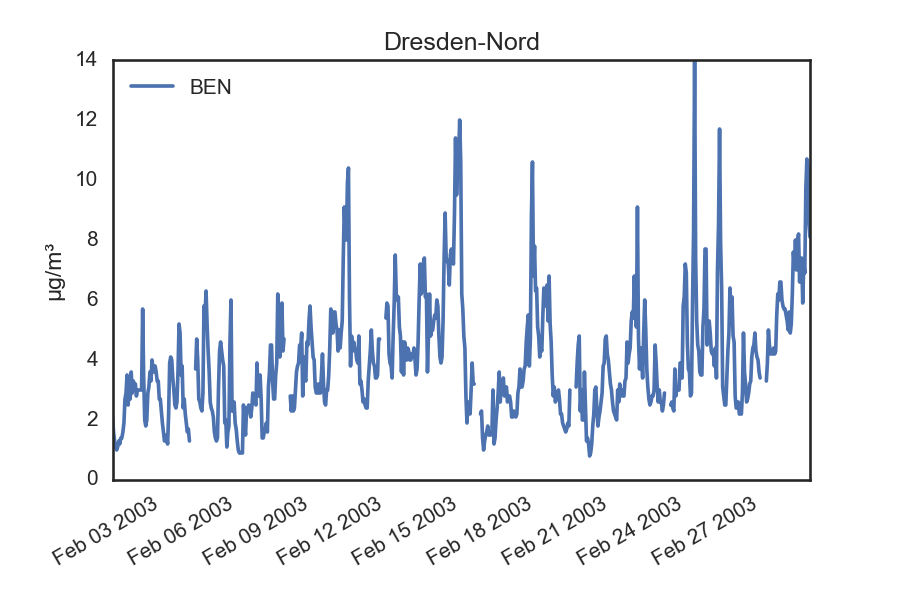 Dresden-Nord
BEN
µg/m³
14
12
10
8
6
4
2
0
Feb 03 2003
Feb 06 2003
Feb 09 2003
Feb 12 2003
Feb 15 2003
Feb 18 2003
Feb 21 2003
Feb 24 2003
Feb 27 2003